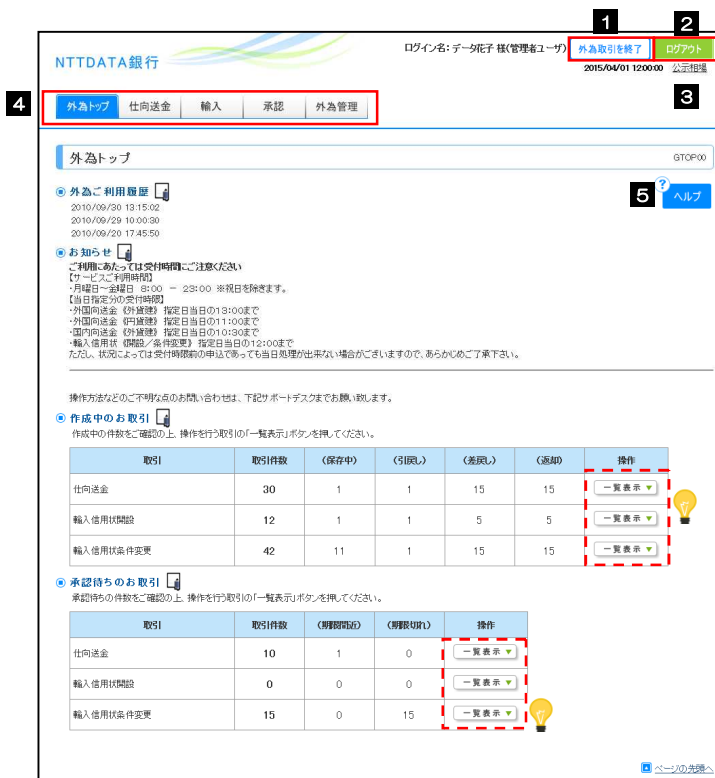 1 2
NTTDATA銀行 ログイン名：データ花子 様(管理者ユーザ) 外為取引を終了 ログアウト
2015/04/01 12:00:00 公示相場
3
4 外為トップ 仕向送金 輸入 承認 外為管理
外為トップ GTOP00
外為ご利用履歴
5 ? ヘルプ
2010/09/30 13:15:02
2010/09/29 10:00:30
2010/09/20 17:45:50
お知らせ
ご利用にあたっては受付時間にご注意ください
【サービスご利用時間】
・月曜日～金曜日 8:00 － 23:00 ※祝日を除きます。
【当日指定分の受付時限】
・外国向送金《外貨建》指定日当日の13:00まで
・外国向送金《円貨建》指定日当日の11:00まで
・国内向送金《外貨建》指定日当日の10:30まで
・輸入信用状《開設／条件変更》指定日当日の12:00まで
ただし、状況によっては受付時限前の申込であっても当日処理が出来ない場合がございますので、あらかじめご了承下さい。
操作方法などのご不明な点のお問い合わせは、下記サポートデスクまでお願い致します。
作成中のお取引
作成中の件数をご確認の上、操作を行う取引の「一覧表示」ボタンを押してください。
取引 取引件数 （保存中） （引戻し） （差戻し） （返却） 操作
仕向送金 30 1 1 15 15 一覧表示 ▼
輸入信用状開設 12 1 1 5 5 一覧表示 ▼
輸入信用状条件変更 42 11 1 15 15 一覧表示 ▼
承認待ちのお取引
承認待ちの件数をご確認の上、操作を行う取引の「一覧表示」ボタンを押してください。
取引 取引件数 （期限間近） （期限切れ） 操作
仕向送金 10 1 0 一覧表示 ▼
輸入信用状開設 0 0 0 一覧表示 ▼
輸入信用状条件変更 15 0 15 一覧表示 ▼
ページの先頭へ